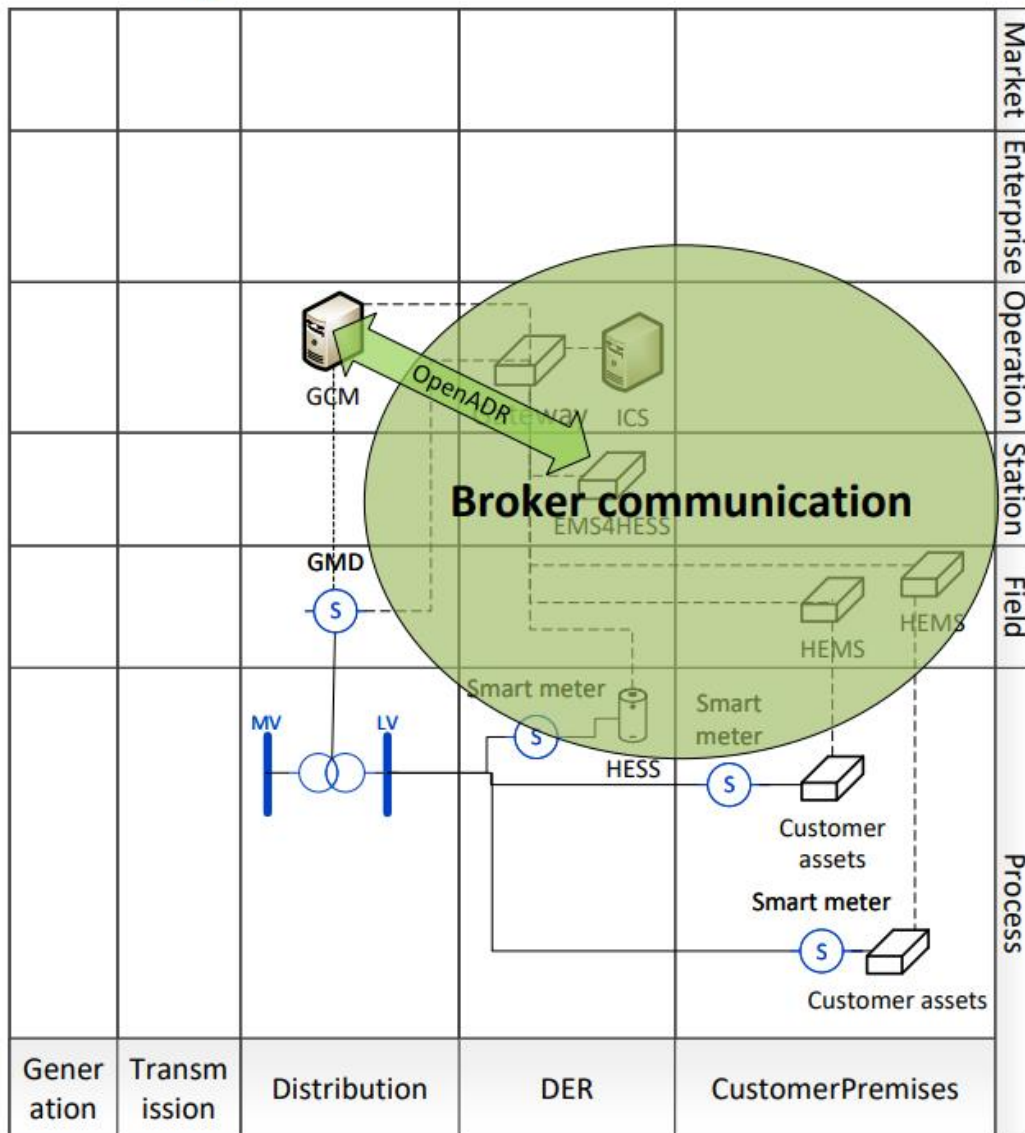 Market
Enterprise
Operation
GCM
OpenADR
Gateway
ICS
Station
Broker communication
EMS4HESS
GMD
S
Field
HEMS
HEMS
Smart meter
Smart
meter
MV
LV
S
HESS
S
Customer
assets
Process
Smart meter
S
Customer assets
Gener
ation
Transm
ission
Distribution
DER
CustomerPremises